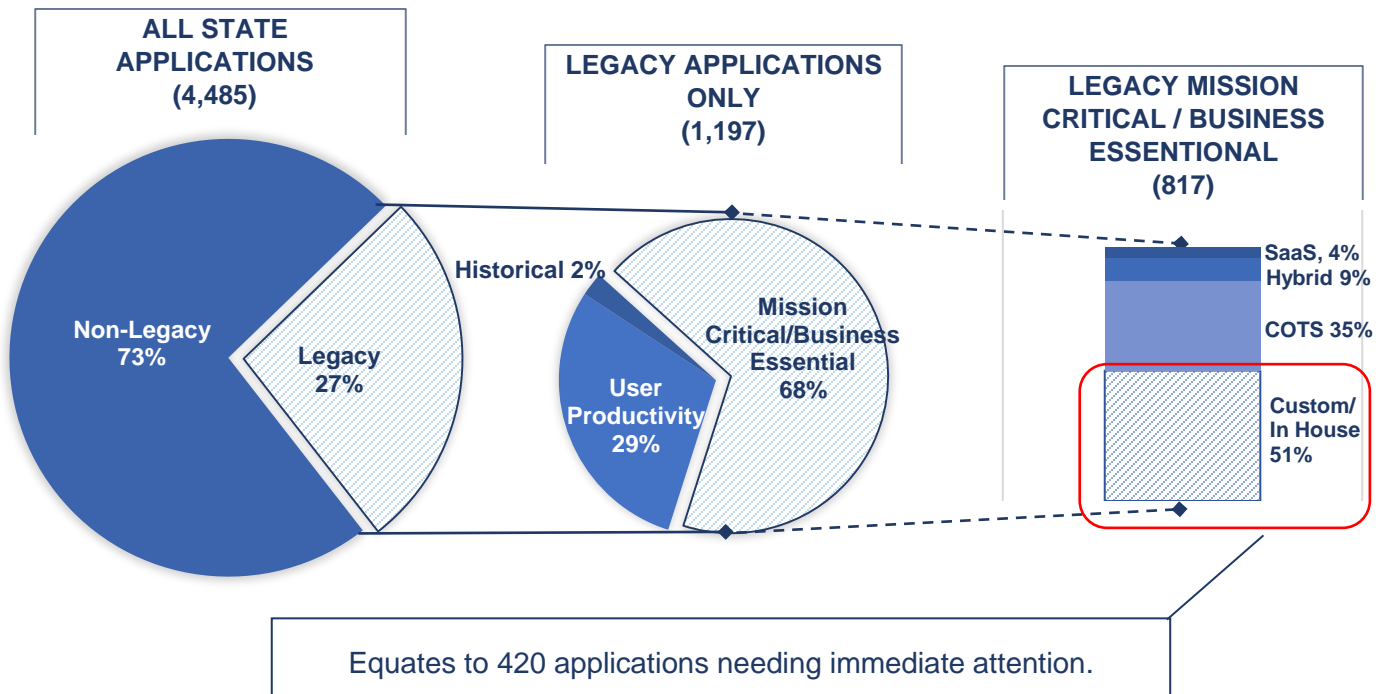 ALL STATE
APPLICATIONS
(4,485)
LEGACY APPLICATIONS
ONLY
(1,197)
LEGACY MISSION
CRITICAL / BUSINESS
ESSENTIONAL
(817)
Non-Legacy
73%
Legacy
27%
Historical 2%
User
Productivity
29%
Mission
Critical/Business
Essential
68%
SaaS, 4%
Hybrid 9%
COTS 35%
Custom/
In House
51%
Equates to 420 applications needing immediate attention.